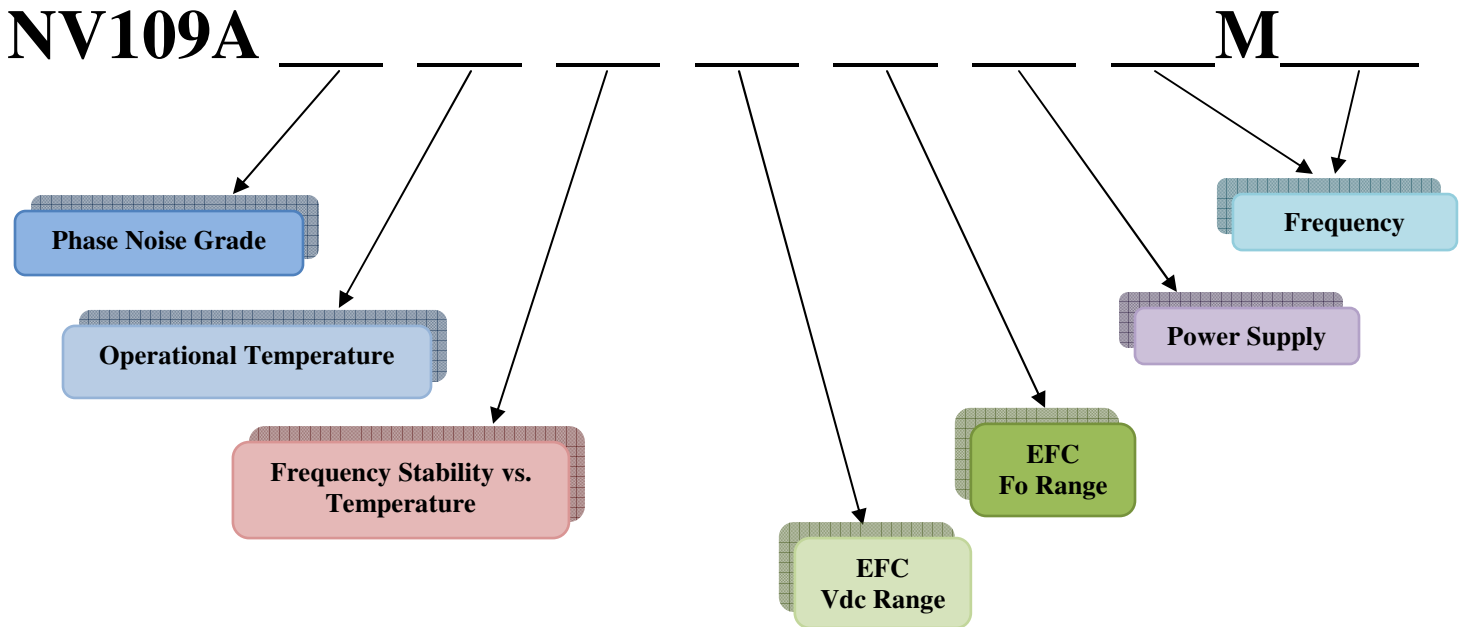 NV109A M
Phase Noise Grade
Frequency
Operational Temperature
Power Supply
Frequency Stability vs.
Temperature
EFC
Fo Range
EFC
Vdc Range